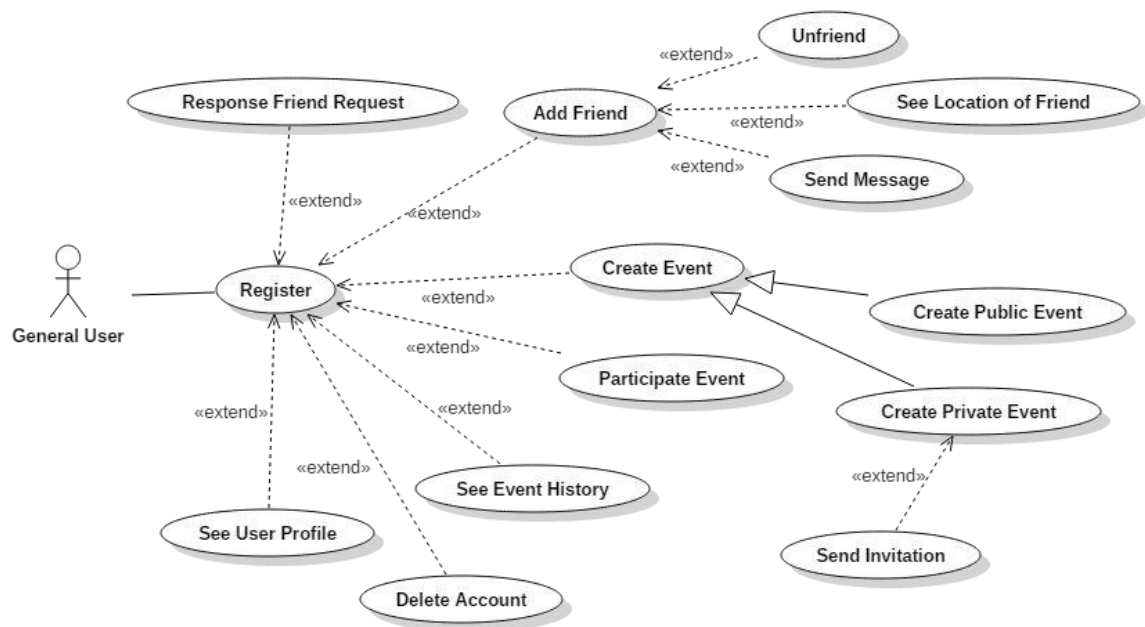 Unfriend
«extend»
Response Friend Request
Add Friend
See Location of Friend
«extend»
«extend»
Send Message
«extend»
«extend»
Create Event
Register
«extend»
Create Public Event
General User
«extend»
Participate Event
«extend»
«extend»
Create Private Event
«extend»
«extend»
See Event History
See User Profile
Send Invitation
Delete Account